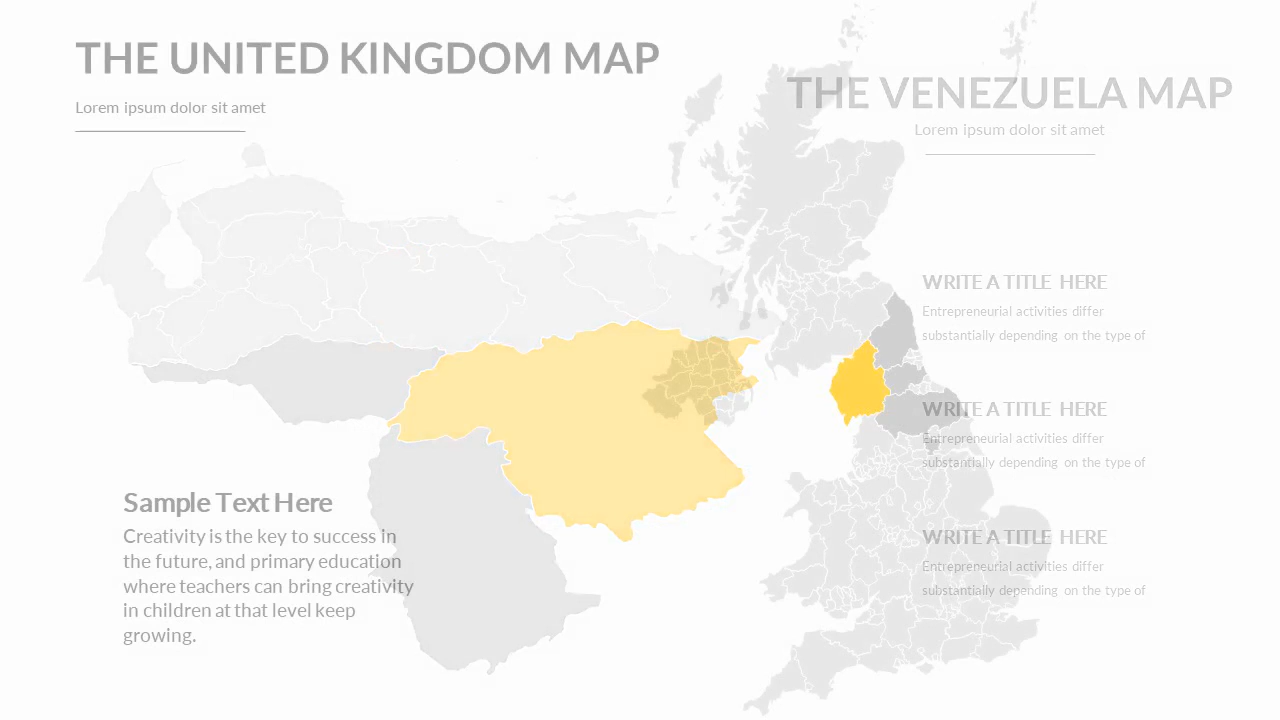 THE UNITED KINGDOM MAP
Lorem ipsum dolor sit amet
THE VENEZUELA MAP
Lorem ipsum dolor sit amet
WRITE A TITLE HERE
Entrepreneurial activities differ
substantially depending on the type of
WRITE A TITLE HERE
Entrepreneurial activities differ
substantially depending on the type of
WRITE A TITLE HERE
Entrepreneurial activities differ
substantially depending on the type of
Sample Text Here
Creativity is the key to success in
the future, and primary education
where teachers can bring creativity
in children at that level keep
growing.